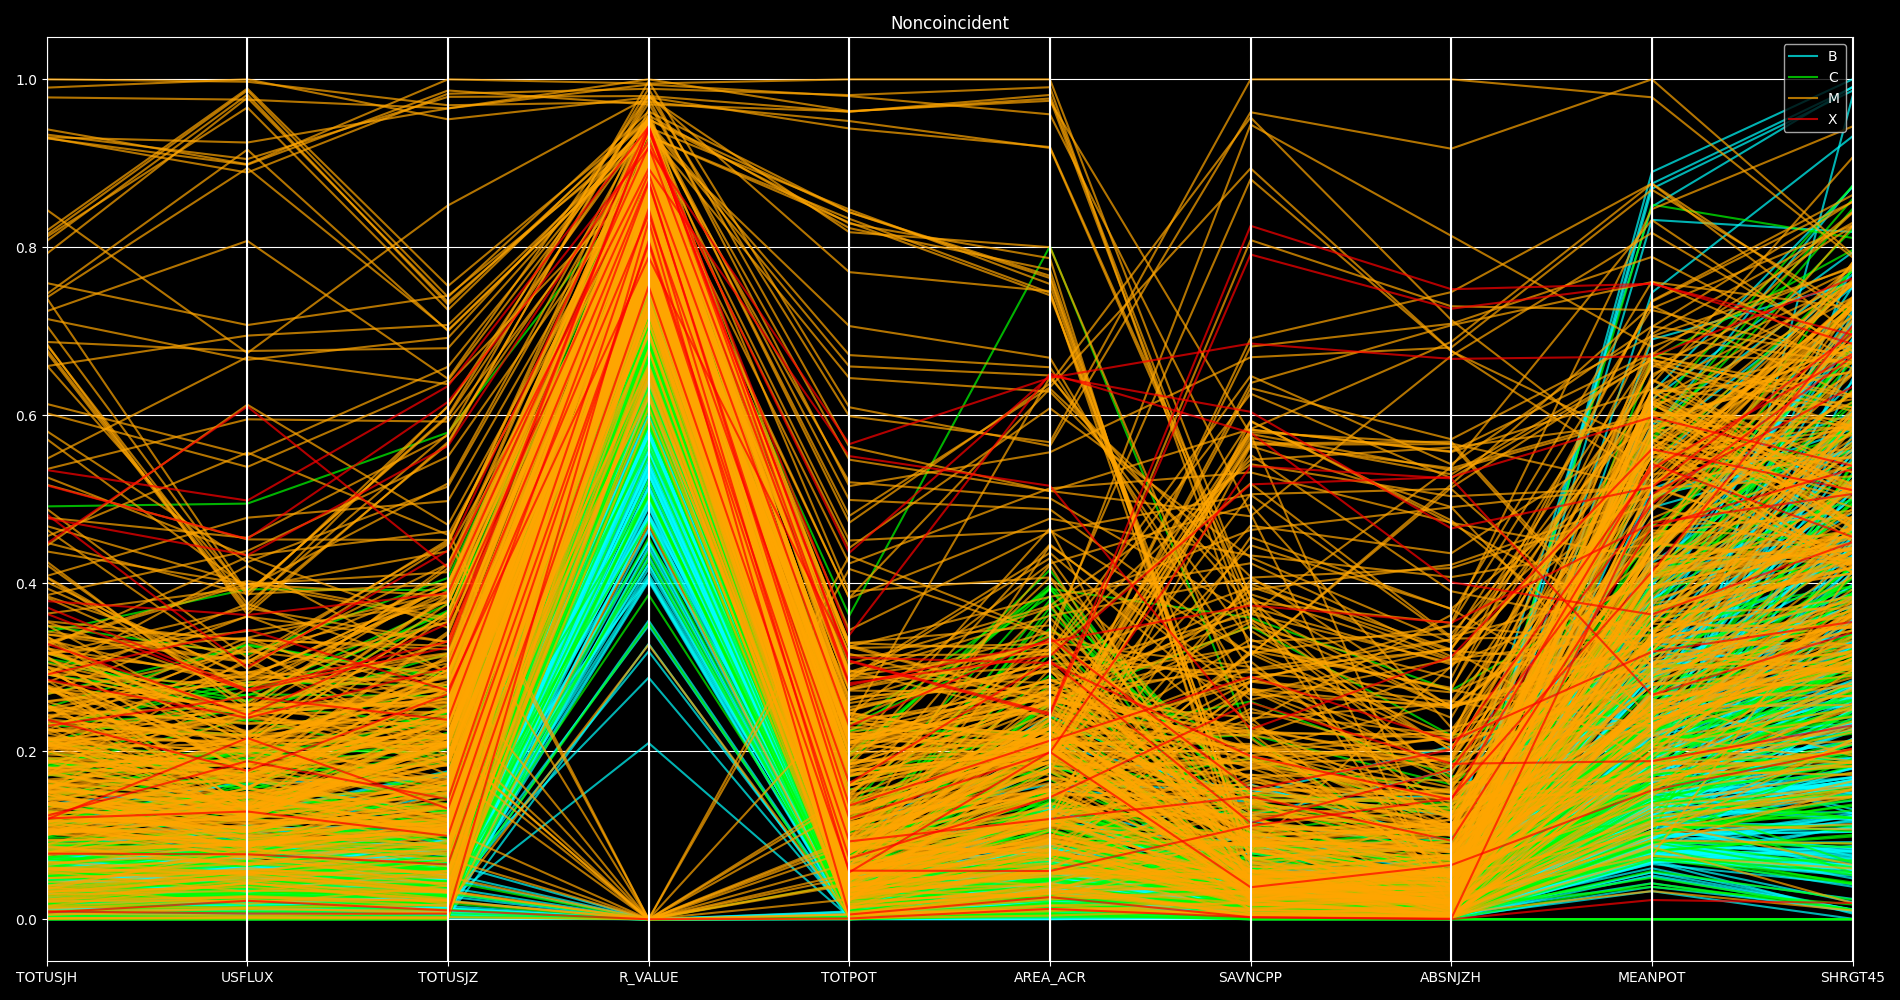 Noncoincident
B
C
M
X
1.0
0.8
0.6
0.4
0.2
0.0
TOTUSJH USFLUX TOTUSJZ R_VALUE TOTPOT AREA_ACR SAVNCPP ABSNJZH MEANPOT SHRGT45